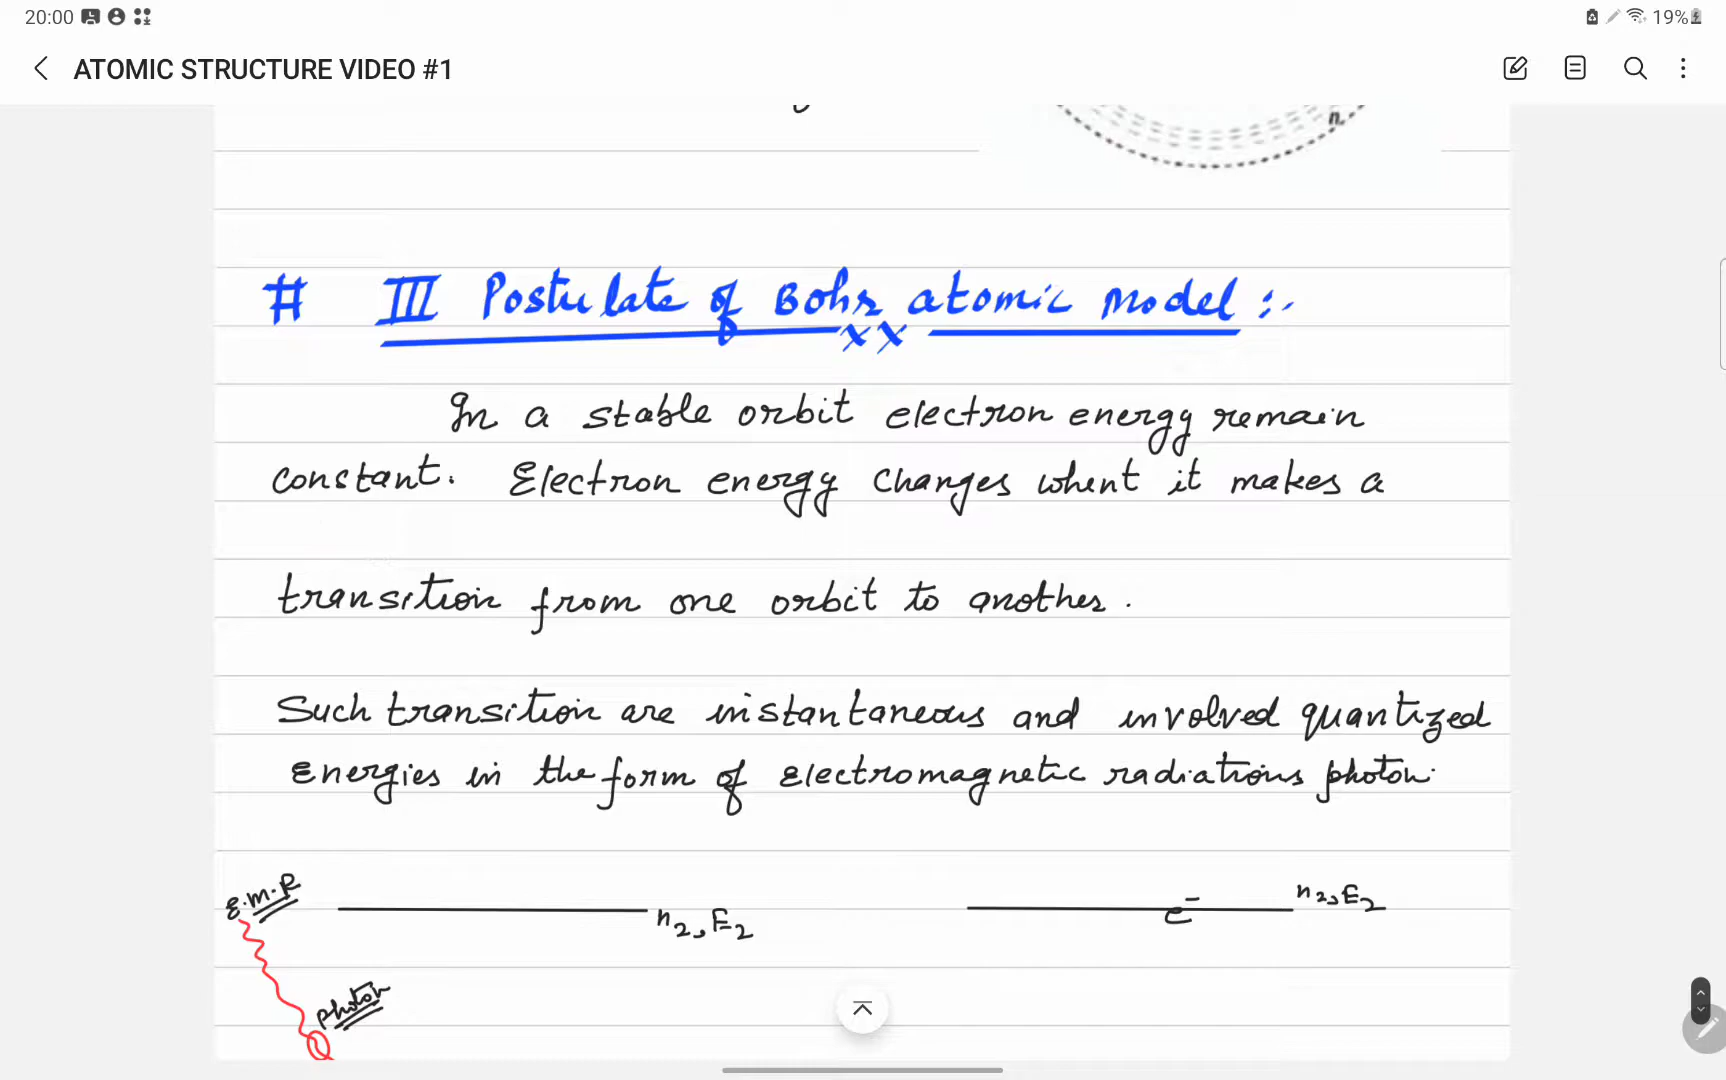 20:00
19%
ATOMIC STRUCTURE VIDEO #1
n
# III Postulate of Bohr atomic model :-
xx
In a stable orbit electron energy remain
constant. Electron energy changes whent it makes a
transition from one orbit to another.
Such transition are instantaneous and involved quantized
Energies in the form of Electromagnetic radiations photon.
E.M.R
n2, E2
e-
n2, E2
photon